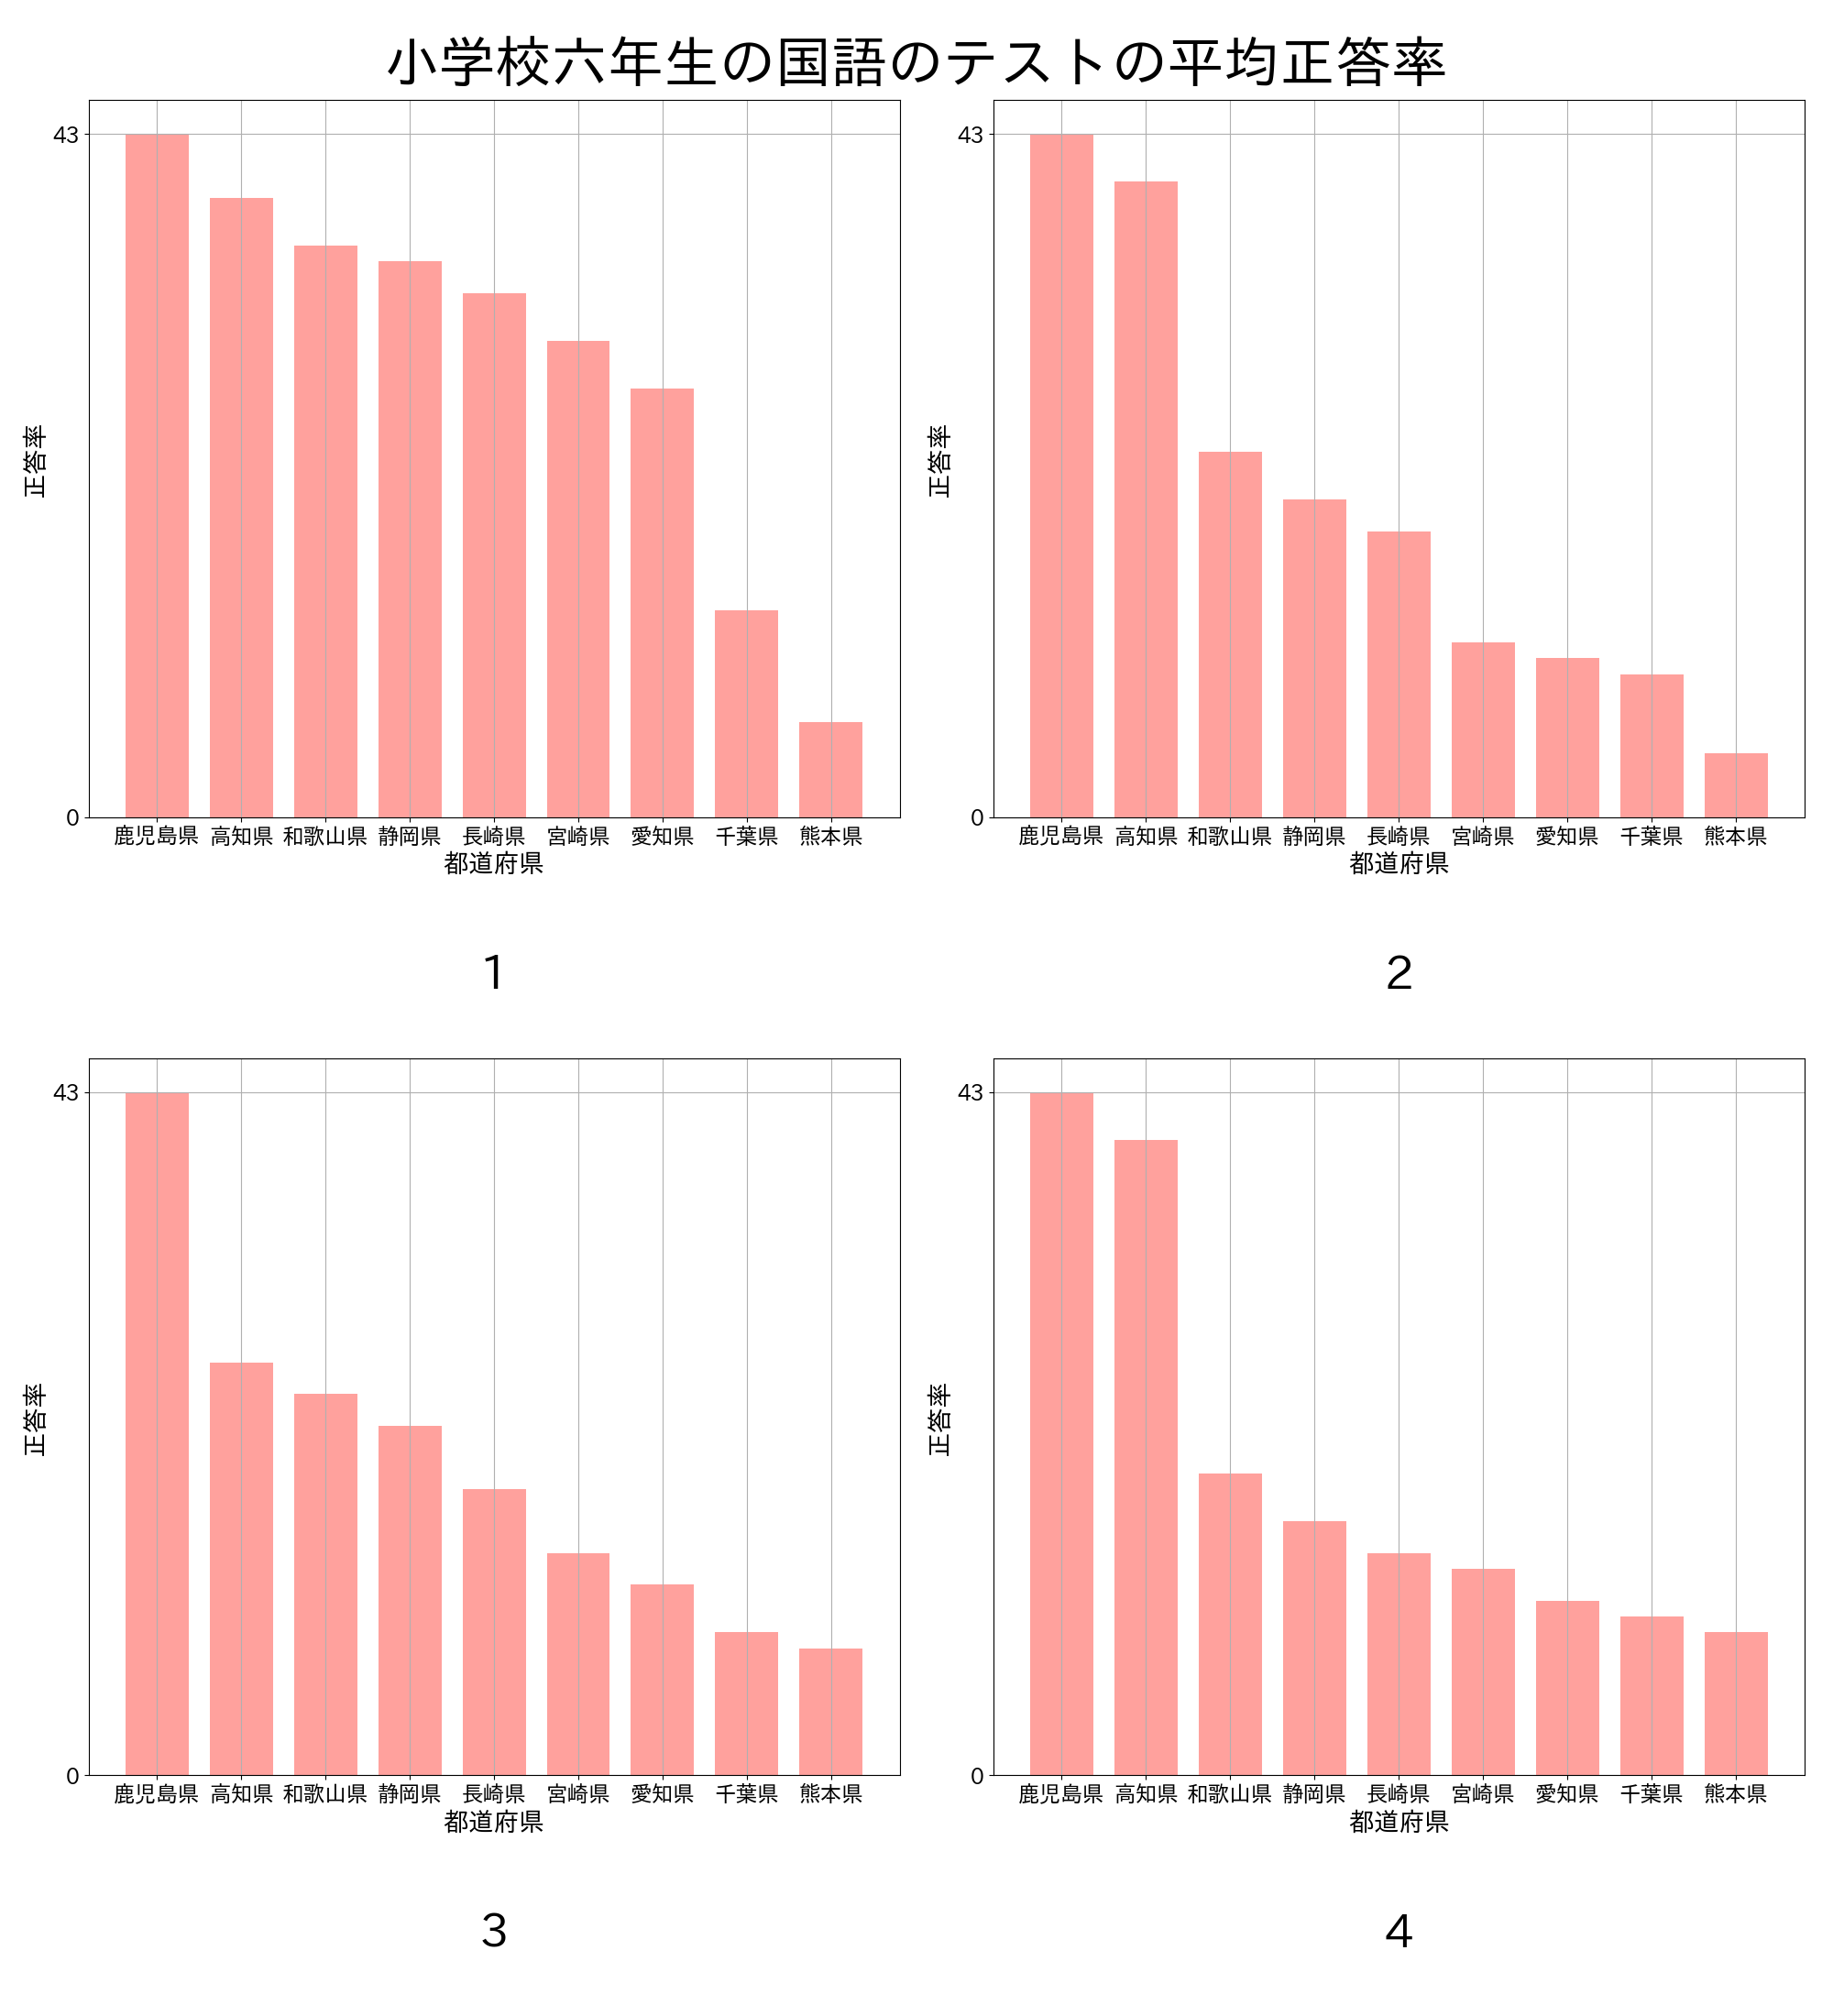 小学校六年生の国語のテストの平均正答率
43
0
正答率
鹿児島県 高知県 和歌山県 静岡県 長崎県 宮崎県 愛知県 千葉県 熊本県
都道府県
1
43
0
正答率
鹿児島県 高知県 和歌山県 静岡県 長崎県 宮崎県 愛知県 千葉県 熊本県
都道府県
2
43
0
正答率
鹿児島県 高知県 和歌山県 静岡県 長崎県 宮崎県 愛知県 千葉県 熊本県
都道府県
3
43
0
正答率
鹿児島県 高知県 和歌山県 静岡県 長崎県 宮崎県 愛知県 千葉県 熊本県
都道府県
4